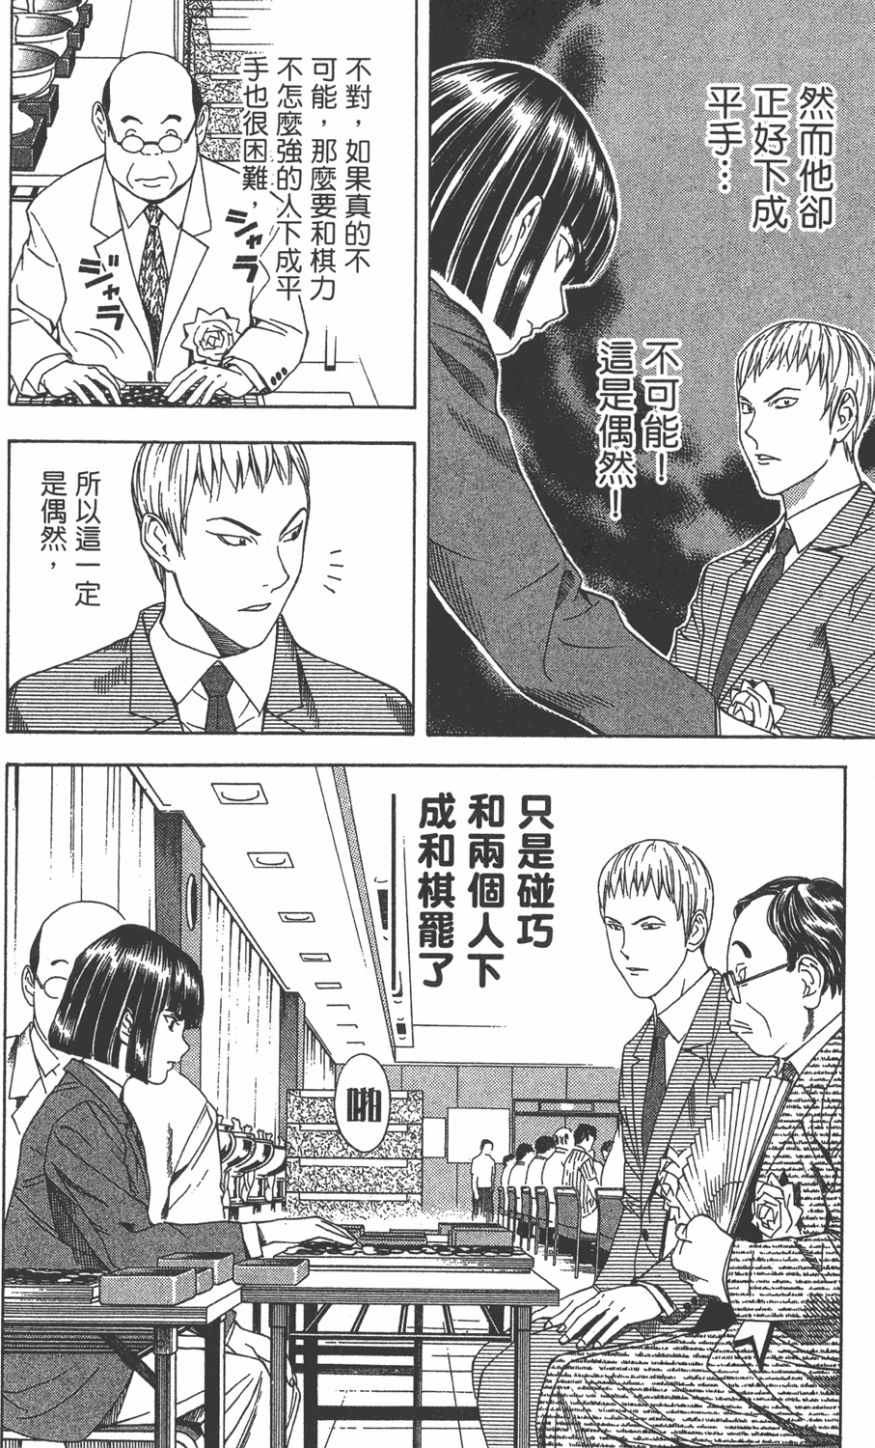 然而他卻
正好下成
平手…
不可能！
這是偶然！
不對，如果真的不
可能，那麼要和棋力
不怎麼強的人下成平
手也很困難，
ジャラ
ジャラ
所以這一定
是偶然，
只是碰巧
和兩個人下
成和棋罷了
啪